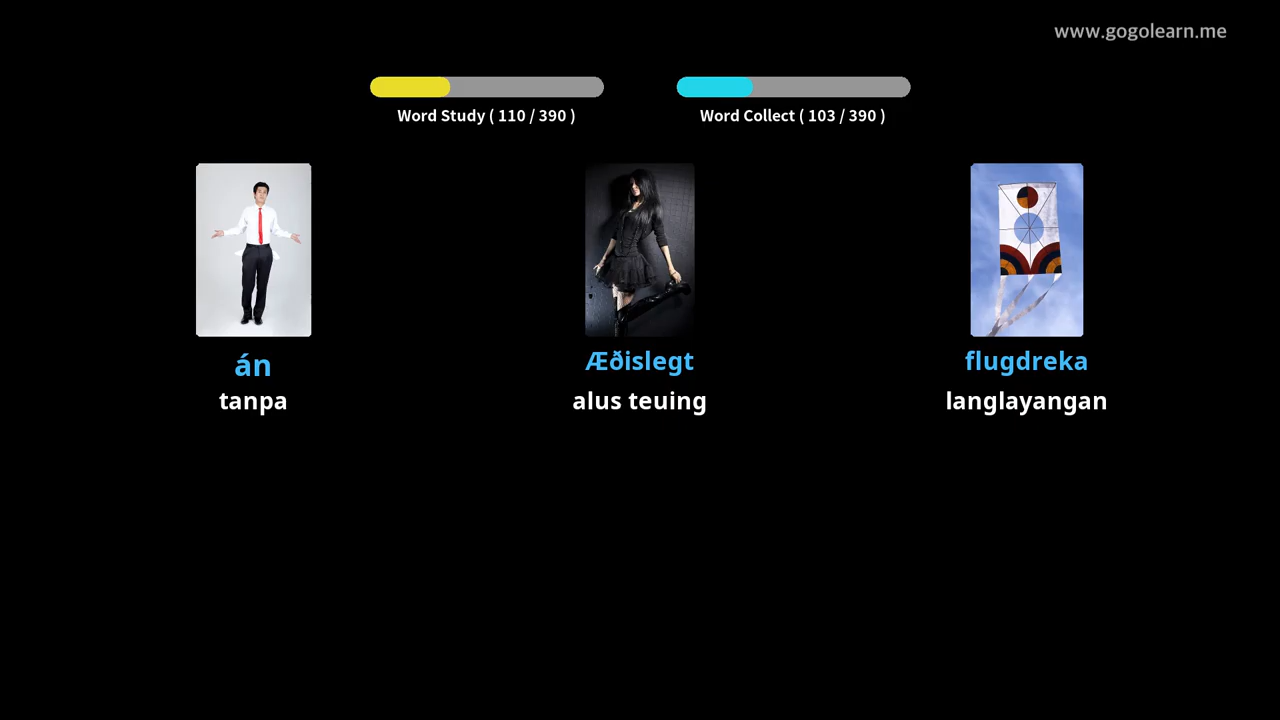 www.gogolearn.me
Word Study ( 110 / 390 )
Word Collect ( 103 / 390 )
án
Æðislegt
flugdreka
tanpa
alus teuing
langlayangan